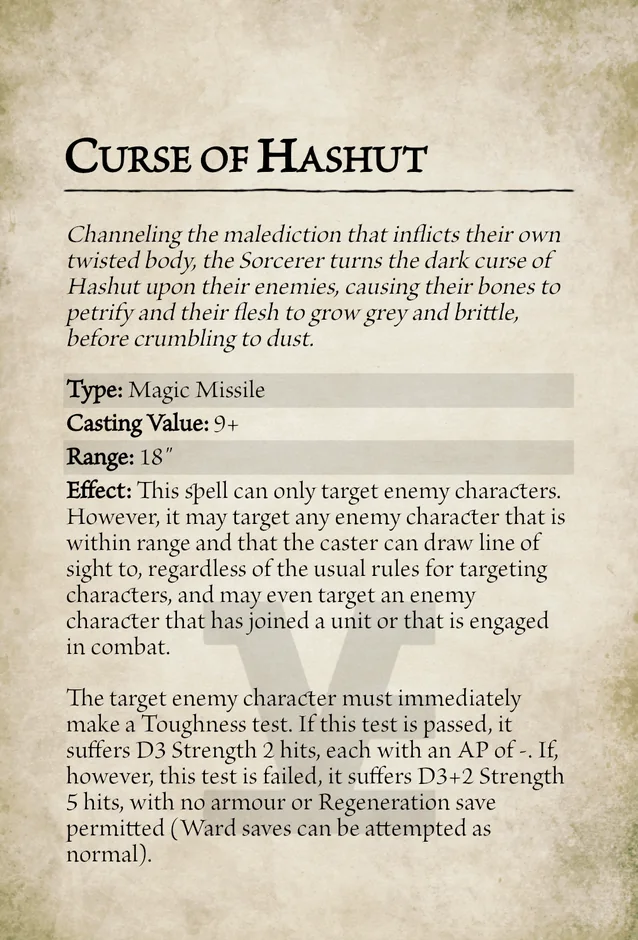 Curse of Hashut
Channeling the malediction that inflicts their own
twisted body, the Sorcerer turns the dark curse of
Hashut upon their enemies, causing their bones to
petrify and their flesh to grow grey and brittle,
before crumbling to dust.
Type: Magic Missile
Casting Value: 9+
Range: 18"
Effect: This spell can only target enemy characters.
However, it may target any enemy character that is
within range and that the caster can draw line of
sight to, regardless of the usual rules for targeting
characters, and may even target an enemy
character that has joined a unit or that is engaged
in combat.
The target enemy character must immediately
make a Toughness test. If this test is passed, it
suffers D3 Strength 2 hits, each with an AP of -. If,
however, this test is failed, it suffers D3+2 Strength
5 hits, with no armour or Regeneration save
permitted (Ward saves can be attempted as
normal).